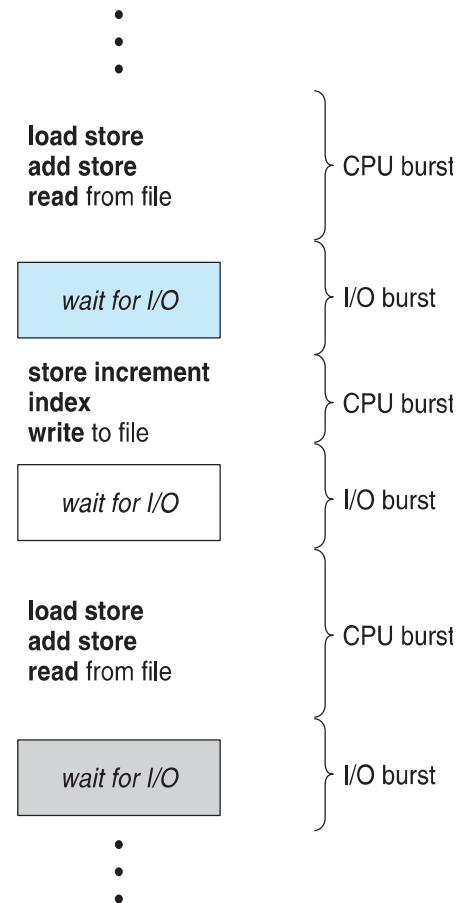 load store
add store
read from file
CPU burst
wait for I/O
I/O burst
store increment
index
write to file
CPU burst
wait for I/O
I/O burst
load store
add store
read from file
CPU burst
wait for I/O
I/O burst